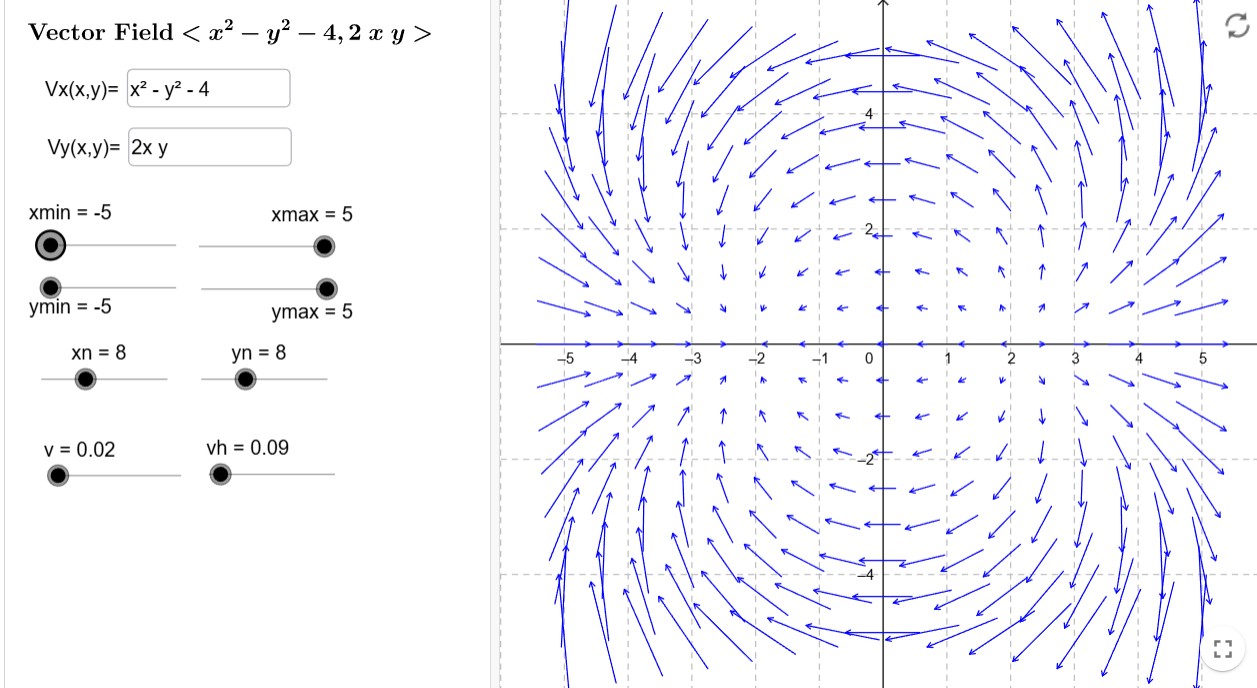 Vector Field < x² − y² − 4, 2 x y >
Vx(x,y)= x² - y² - 4
Vy(x,y)= 2x y
xmin = -5
xmax = 5
ymin = -5
ymax = 5
xn = 8
yn = 8
v = 0.02
vh = 0.09
4
2
–5 –4 –3 –2 –1 0 1 2 3 4 5
–2
–4